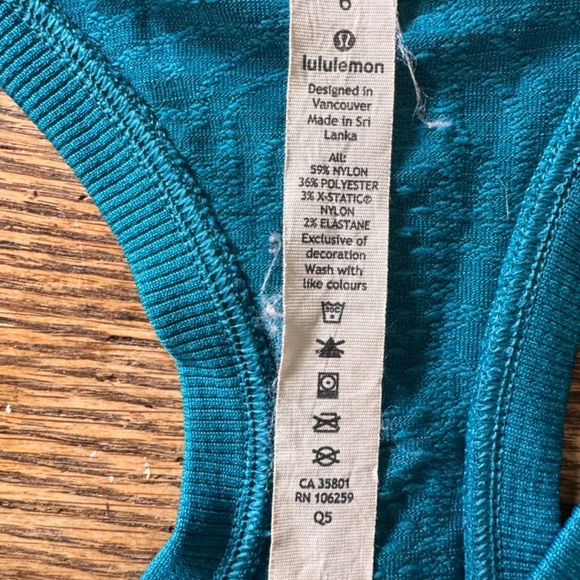 6
lululemon
Designed in
Vancouver
Made in Sri
Lanka
All:
59% NYLON
36% POLYESTER
3% X-STATIC®
NYLON
2% ELASTANE
Exclusive of
decoration
Wash with
like colours
CA 35801
RN 106259
Q5